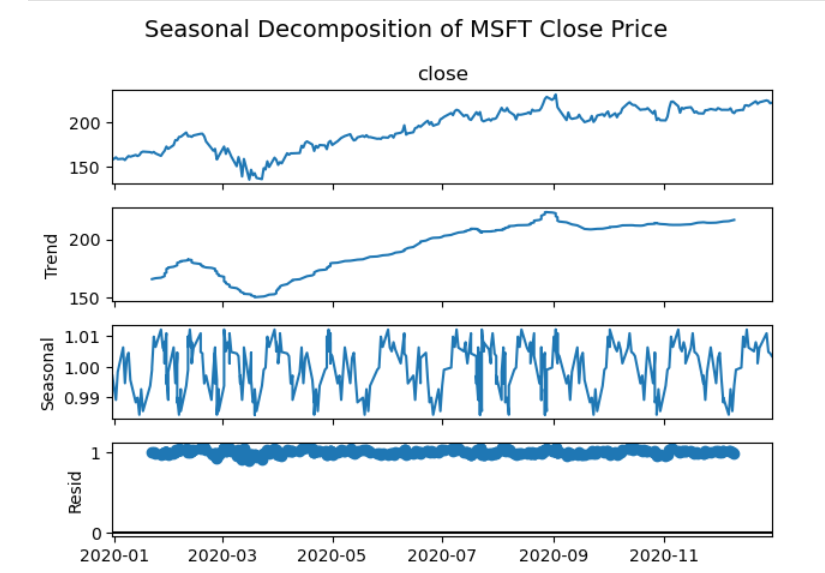 Seasonal Decomposition of MSFT Close Price
close
200
150
Trend
200
150
Seasonal
1.01
1.00
0.99
Resid
1
0
2020-01 2020-03 2020-05 2020-07 2020-09 2020-11